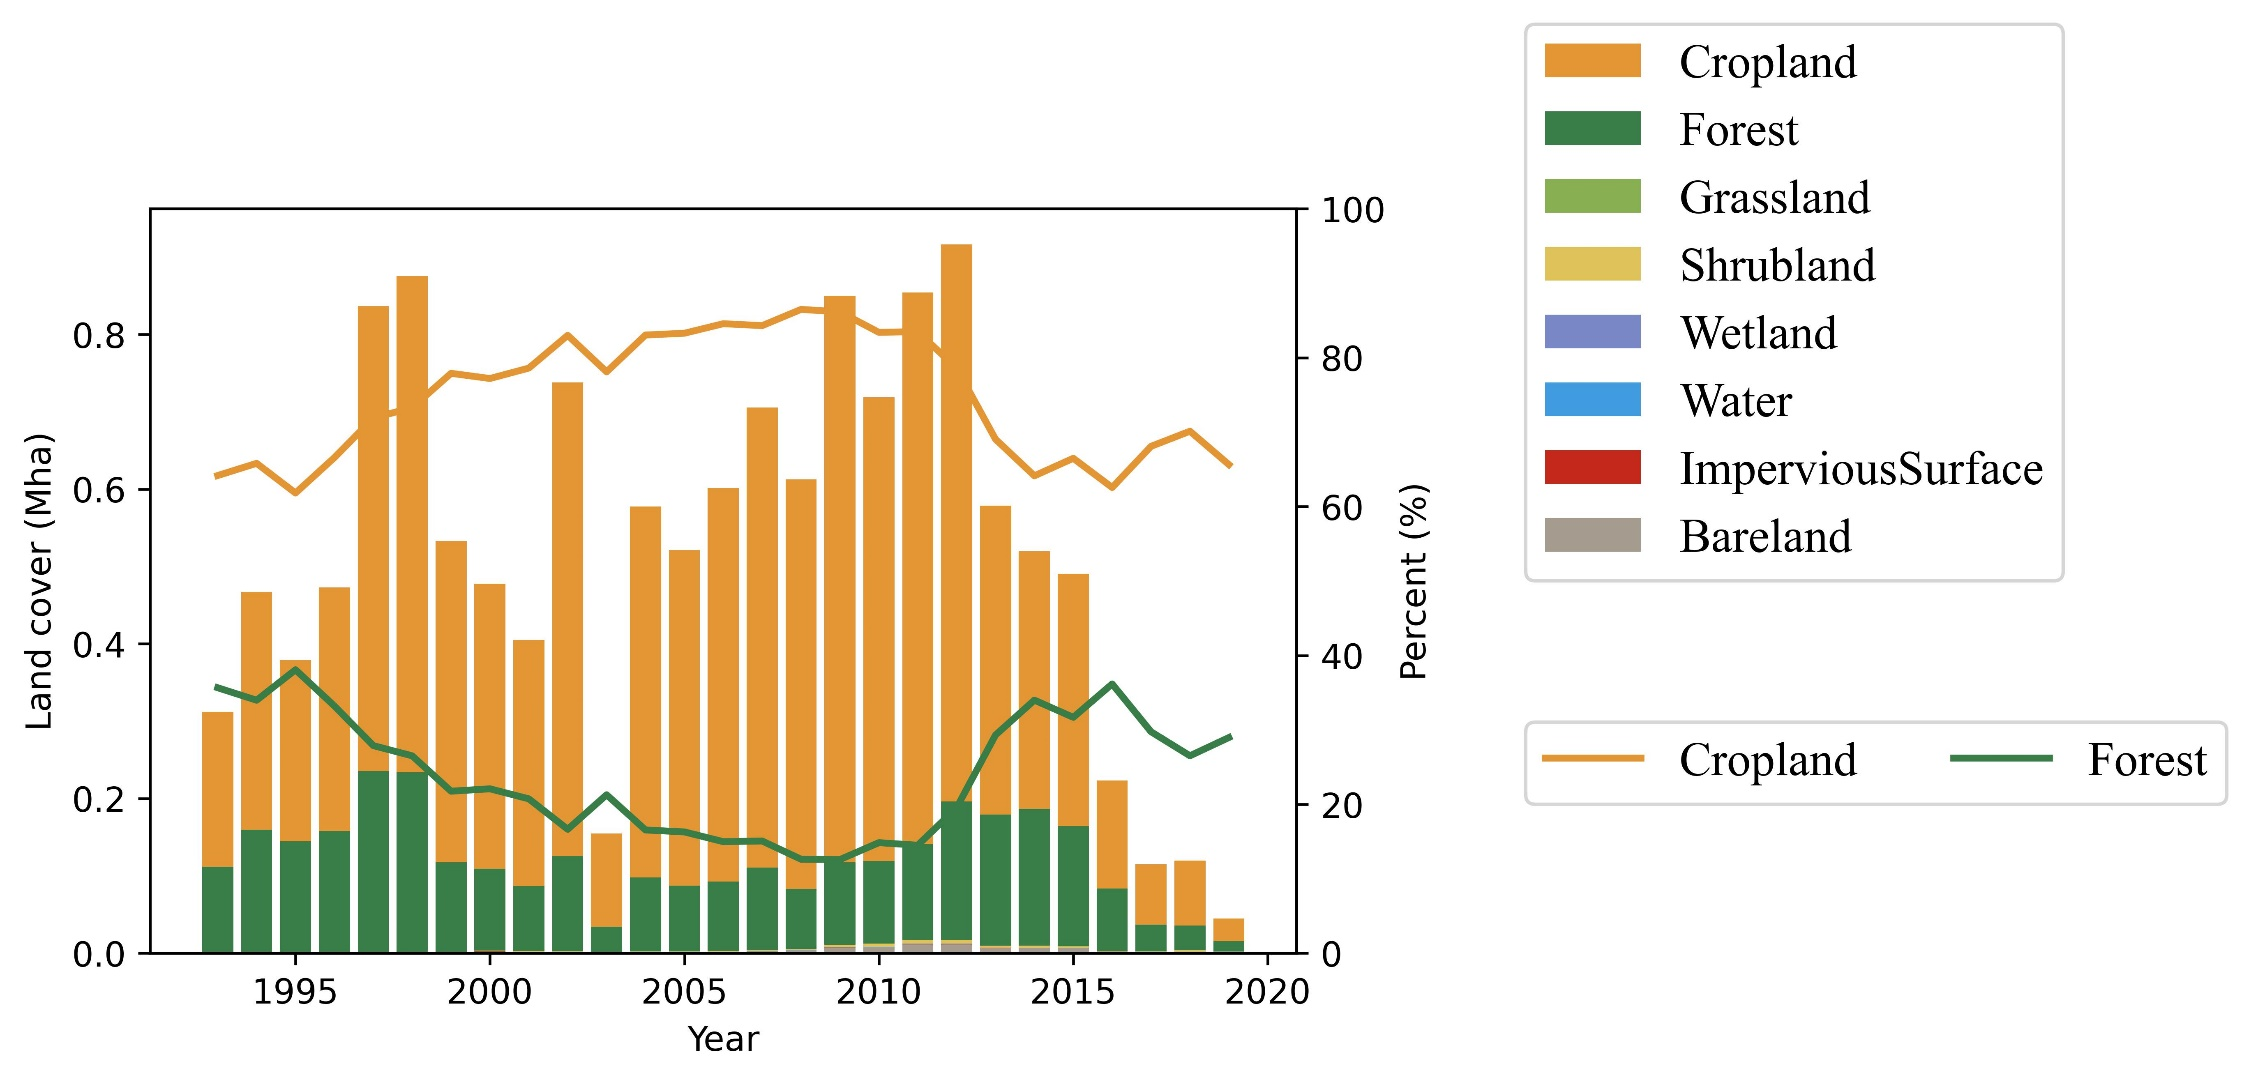 Land cover (Mha)
0.8
0.6
0.4
0.2
0.0
1995 2000 2005 2010 2015 2020
Year
100
80
60
40
20
0
Percent (%)
Cropland
Forest
Grassland
Shrubland
Wetland
Water
ImperviousSurface
Bareland
Cropland Forest